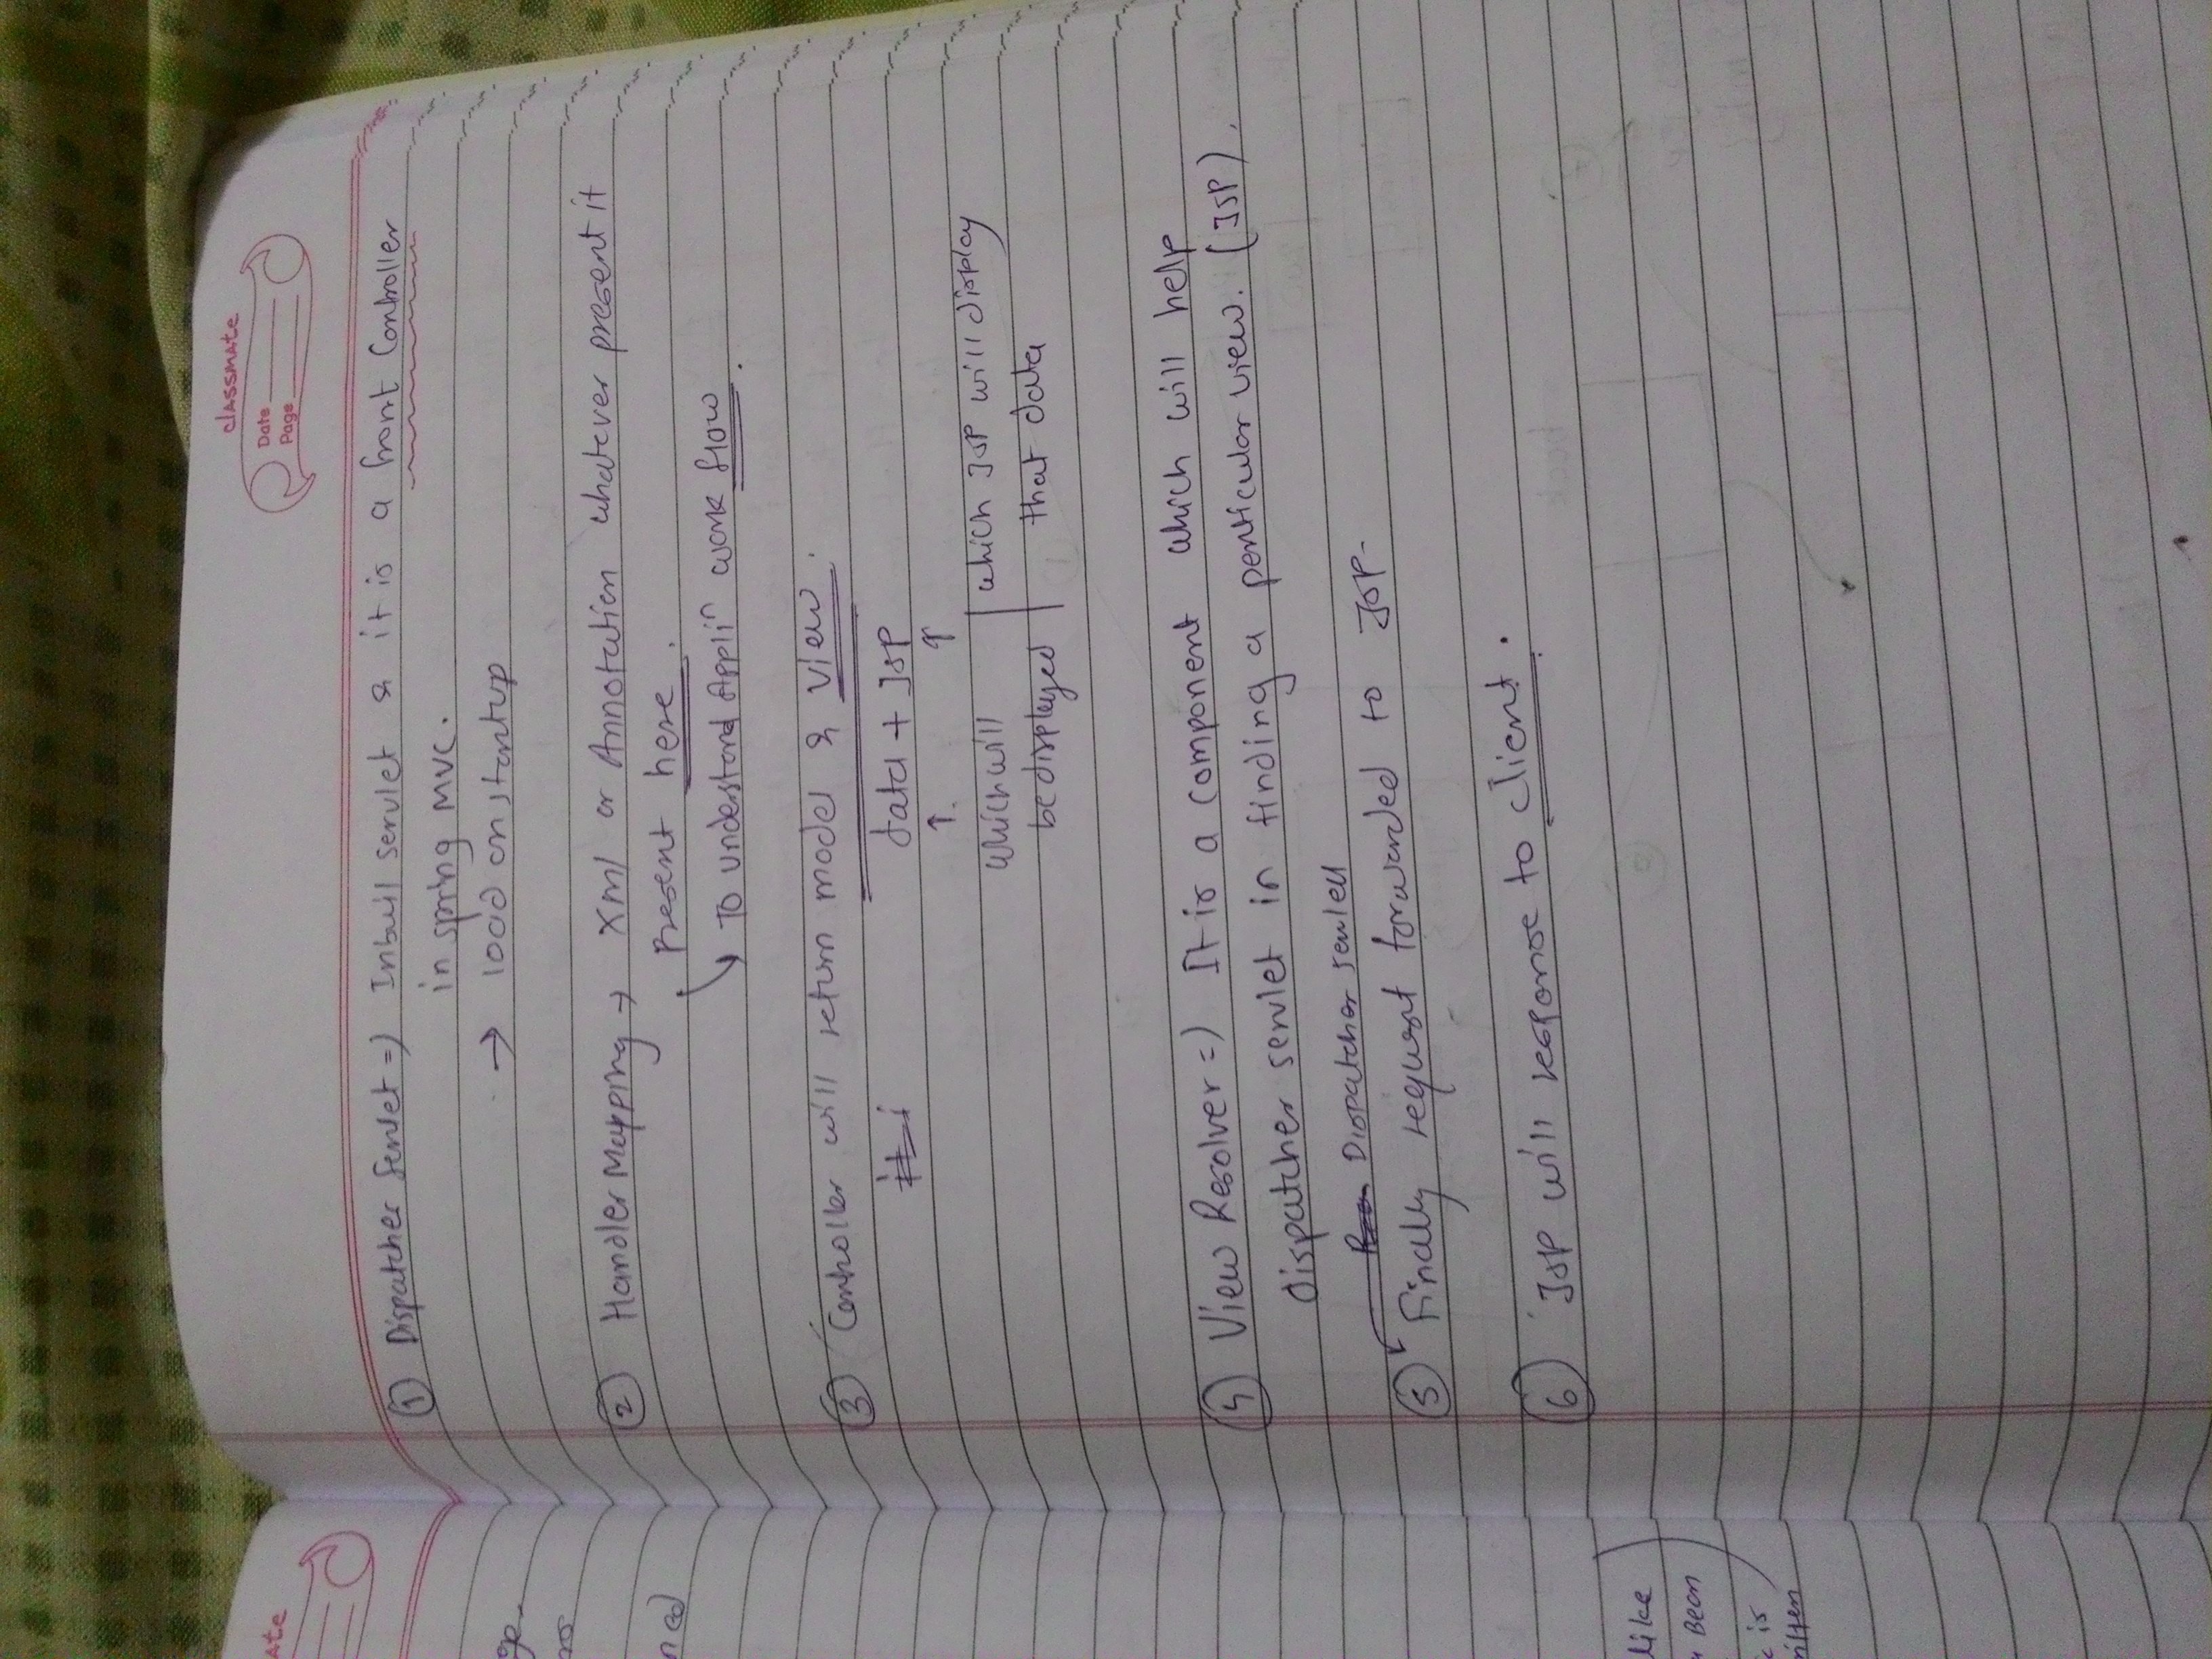 classmate
Date
Page
ate
① Dispatcher Servlet => Inbuil servlet & it is a front Controller
in spring MVC.
→ load on startup
ge.
② Handler Mapping → Xml or Annotation whatever present it
present here.
ned
↳ To understand Appliⁿ work flow.
③ Controller will return model & view.
data + JSP
↑ ↑
which will | which JSP will display
be displayed | that data
④ View Resolver => It is a component which will help
dispatcher servlet in finding a perticular view. (JSP).
Dispatcher servlet
⑤ Finally request forwarded to JSP.
⑥ JSP will response to client.
like
Bean
is
ritten